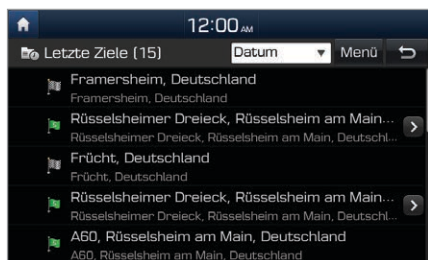 12:00 AM
Letzte Ziele (15)
Datum
Menü
Framersheim, Deutschland
Framersheim, Deutschland
Rüsselsheimer Dreieck, Rüsselsheim am Main...
Rüsselsheimer Dreieck, Rüsselsheim am Main, Deutschl...
Frücht, Deutschland
Frücht, Deutschland
Rüsselsheimer Dreieck, Rüsselsheim am Main...
Rüsselsheimer Dreieck, Rüsselsheim am Main, Deutschl...
A60, Rüsselsheim am Main, Deutschland
A60, Rüsselsheim am Main, Deutschland